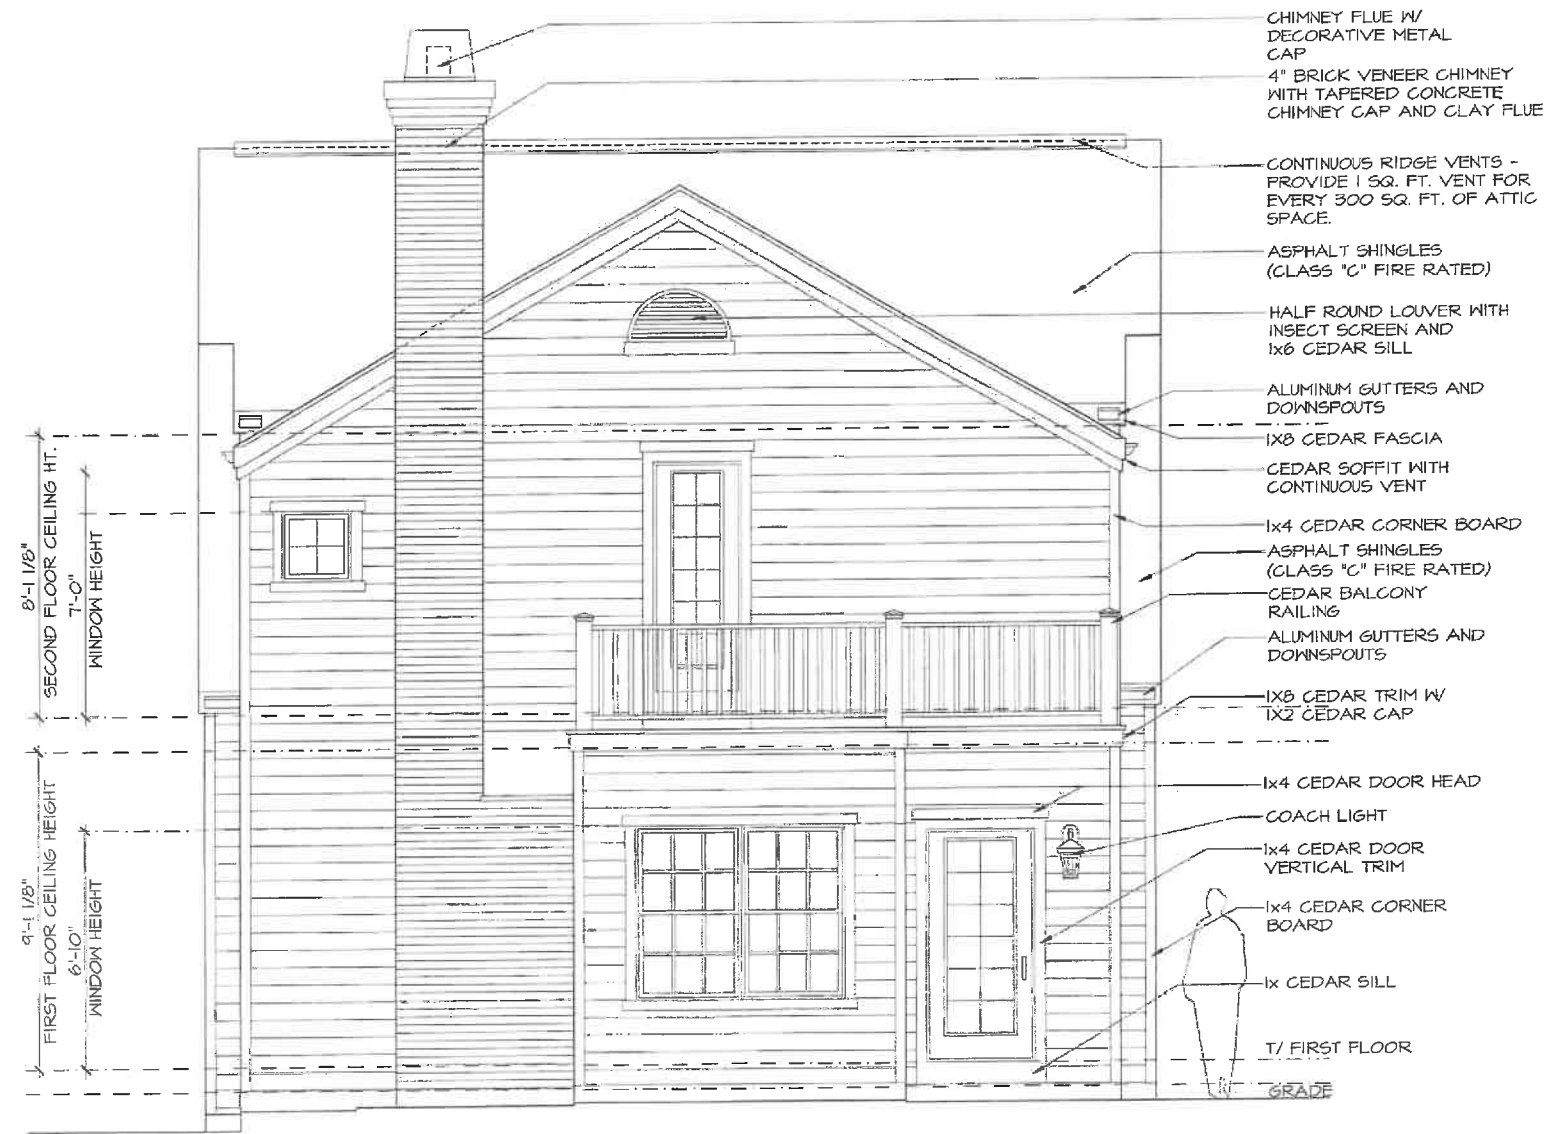 CHIMNEY FLUE W/
DECORATIVE METAL
CAP
4" BRICK VENEER CHIMNEY
WITH TAPERED CONCRETE
CHIMNEY CAP AND CLAY FLUE
CONTINUOUS RIDGE VENTS -
PROVIDE 1 SQ. FT. VENT FOR
EVERY 300 SQ. FT. OF ATTIC
SPACE.
ASPHALT SHINGLES
(CLASS "C" FIRE RATED)
HALF ROUND LOUVER WITH
INSECT SCREEN AND
1x6 CEDAR SILL
ALUMINUM GUTTERS AND
DOWNSPOUTS
1X8 CEDAR FASCIA
CEDAR SOFFIT WITH
CONTINUOUS VENT
1x4 CEDAR CORNER BOARD
ASPHALT SHINGLES
(CLASS "C" FIRE RATED)
CEDAR BALCONY
RAILING
ALUMINUM GUTTERS AND
DOWNSPOUTS
1X8 CEDAR TRIM W/
1X2 CEDAR CAP
1x4 CEDAR DOOR HEAD
COACH LIGHT
1x4 CEDAR DOOR
VERTICAL TRIM
1x4 CEDAR CORNER
BOARD
1x CEDAR SILL
T/ FIRST FLOOR
GRADE
8'-1 1/8"
SECOND FLOOR CEILING HT.
7'-0"
WINDOW HEIGHT
9'-1 1/8"
FIRST FLOOR CEILING HEIGHT
6'-10"
WINDOW HEIGHT